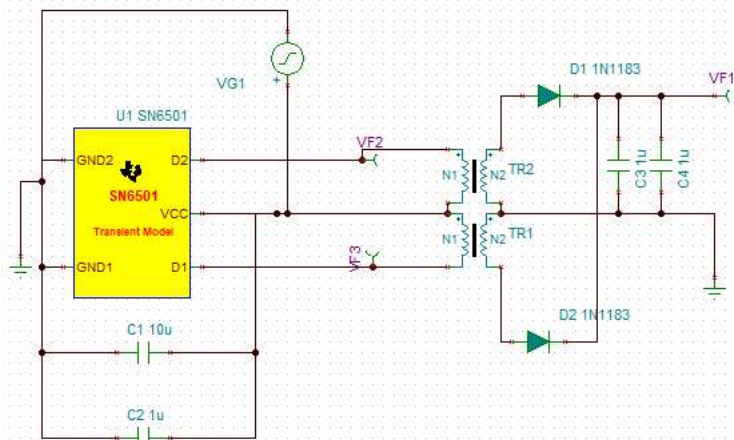 D1 1N1183
VF1
VG1
+
U1 SN6501
VF2
GND2
D2
SN6501
VCC
Transient Model
GND1
D1
N1
N2
TR2
N1
N2
TR1
C3 1u
C4 1u
VF3
D2 1N1183
C1 10u
C2 1u